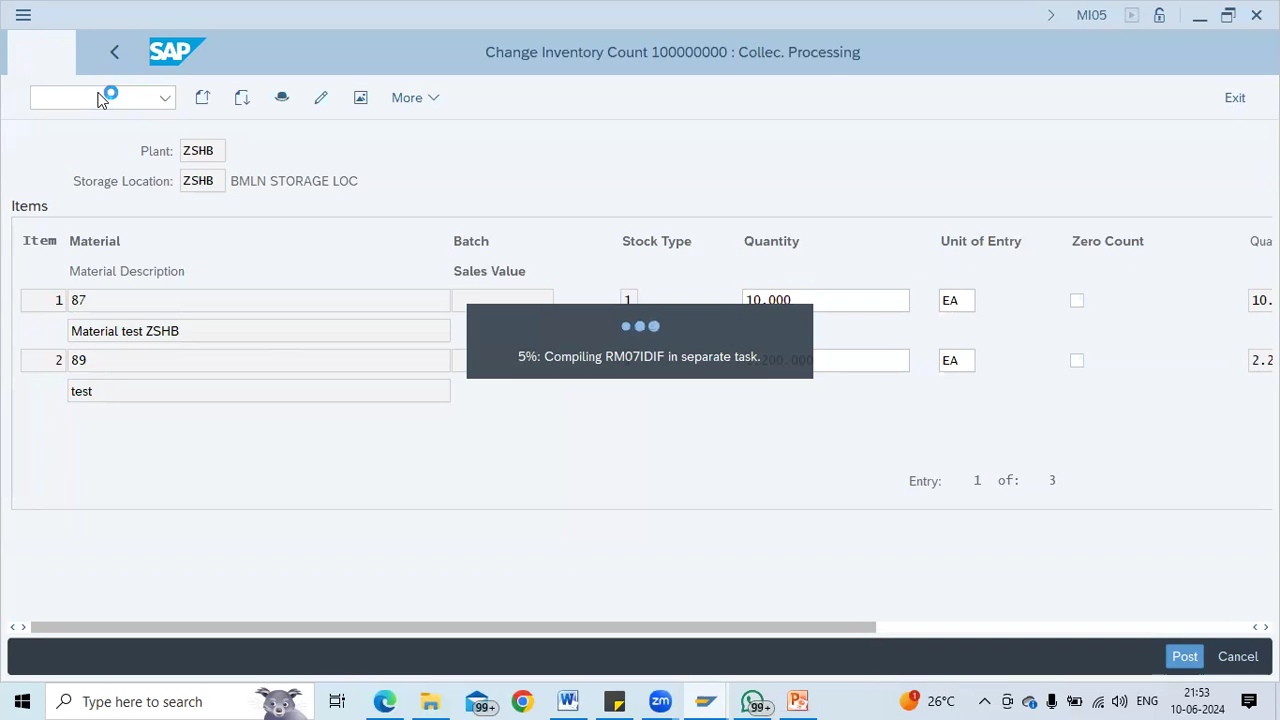 MI05
SAP
Change Inventory Count 100000000 : Collec. Processing
More
Exit
Plant: ZSHB
Storage Location: ZSHB BMLN STORAGE LOC
Items
Item Material Batch Stock Type Quantity Unit of Entry Zero Count Qua
Material Description Sales Value
1 87 1 10.000 EA 10.
Material test ZSHB
5%: Compiling RM07IDIF in separate task.
2 89 EA 2.2
test
Entry: 1 of: 3
Post Cancel
Type here to search
99+
W
zm
99+
P
1
26°C
ENG
21:53
10-06-2024